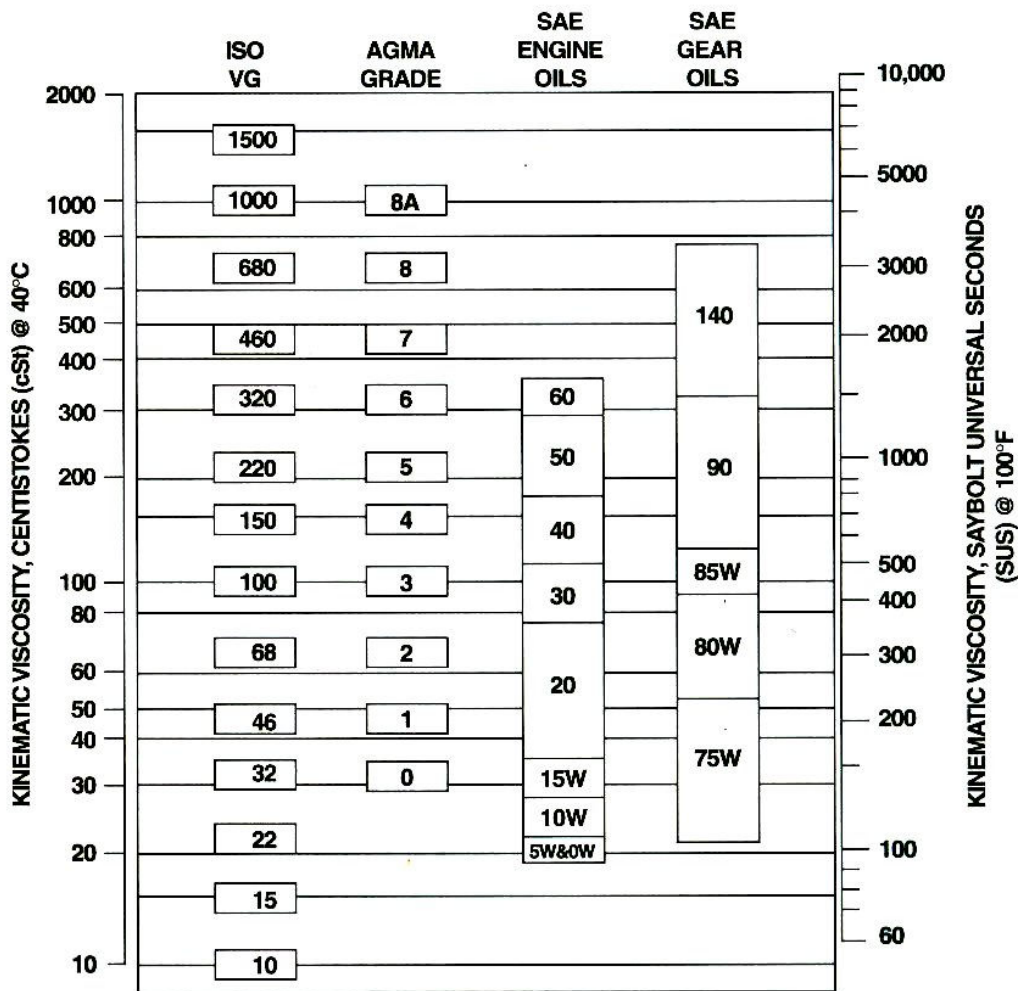 ISO
VG
AGMA
GRADE
SAE
ENGINE
OILS
SAE
GEAR
OILS
KINEMATIC VISCOSITY, CENTISTOKES (cSt) @ 40°C
2000
1000
800
600
500
400
300
200
100
80
60
50
40
30
20
10
1500
1000
680
460
320
220
150
100
68
46
32
22
15
10
8A
8
7
6
5
4
3
2
1
0
60
50
40
30
20
15W
10W
5W&0W
140
90
85W
80W
75W
10,000
5000
3000
2000
1000
500
400
300
200
100
60
KINEMATIC VISCOSITY, SAYBOLT UNIVERSAL SECONDS
(SUS) @ 100°F